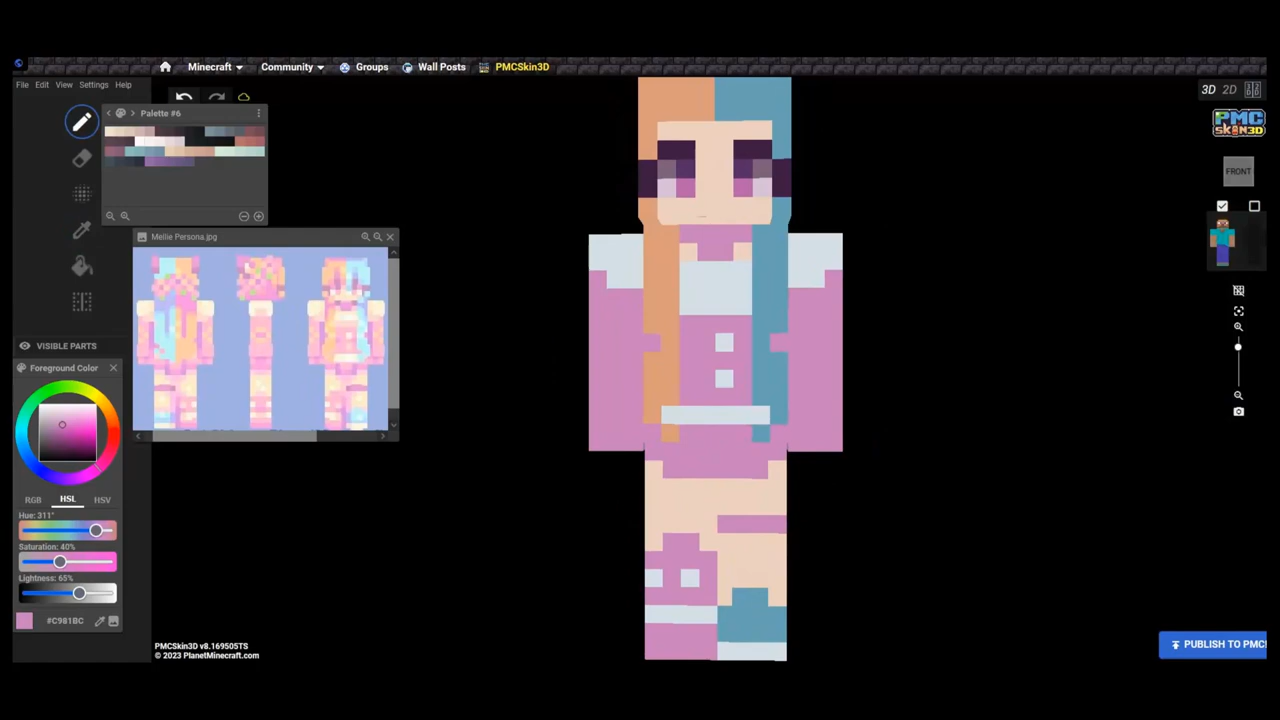 Minecraft
Community
Groups
Wall Posts
PMCSkin3D
File Edit View Settings Help
3D 2D
Palette #6
PMC
SKIN3D
FRONT
Mellie Persona.jpg
VISIBLE PARTS
Foreground Color
RGB HSL HSV
Hue: 311°
Saturation: 40%
Lightness: 65%
#C981BC
PMCSkin3D v8.169505TS
© 2023 PlanetMinecraft.com
PUBLISH TO PMC!